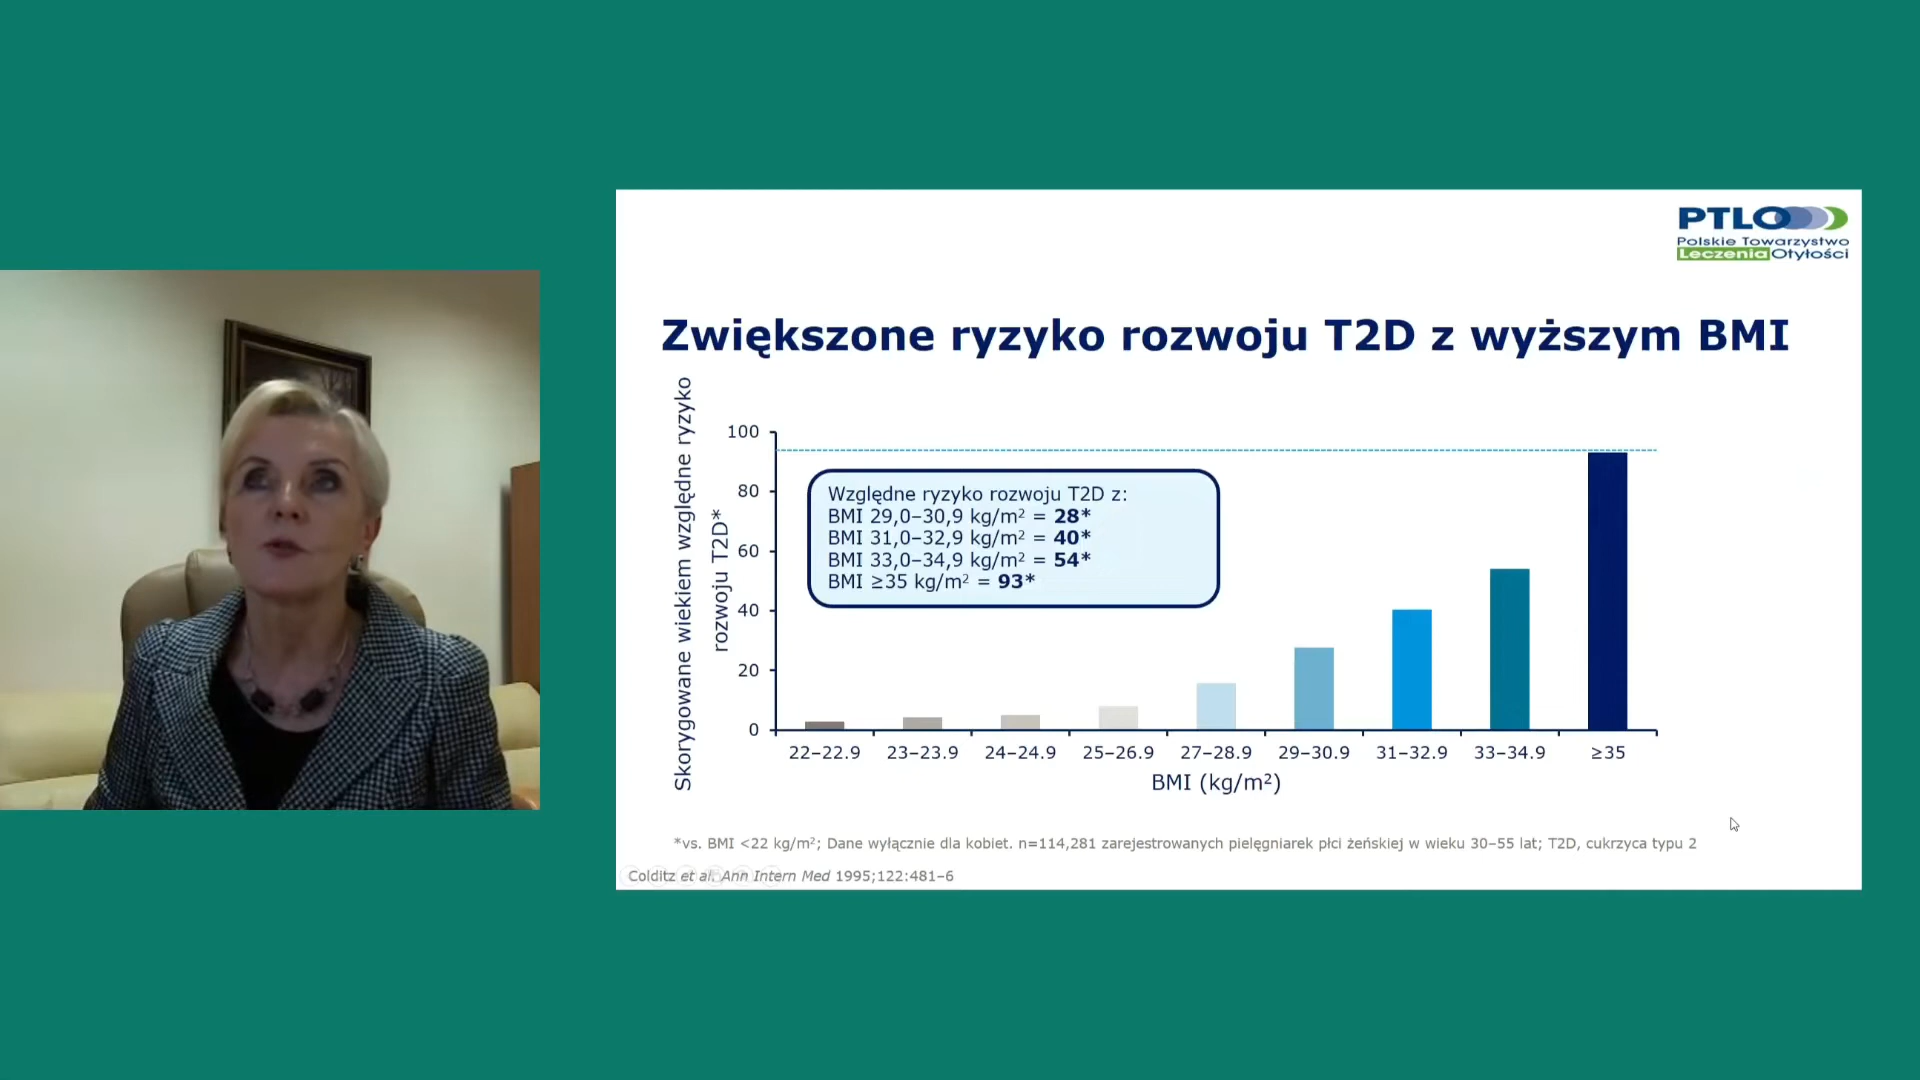 PTLO
Polskie Towarzystwo
Leczenia Otyłości
Zwiększone ryzyko rozwoju T2D z wyższym BMI
Skorygowane wiekiem względne ryzyko
rozwoju T2D*
100
80
60
40
20
0
Względne ryzyko rozwoju T2D z:
BMI 29,0–30,9 kg/m² = 28*
BMI 31,0–32,9 kg/m² = 40*
BMI 33,0–34,9 kg/m² = 54*
BMI ≥35 kg/m² = 93*
22–22.9 23–23.9 24–24.9 25–26.9 27–28.9 29–30.9 31–32.9 33–34.9 ≥35
BMI (kg/m²)
*vs. BMI <22 kg/m²; Dane wyłącznie dla kobiet. n=114,281 zarejestrowanych pielęgniarek płci żeńskiej w wieku 30–55 lat; T2D, cukrzyca typu 2
Colditz et al. Ann Intern Med 1995;122:481–6